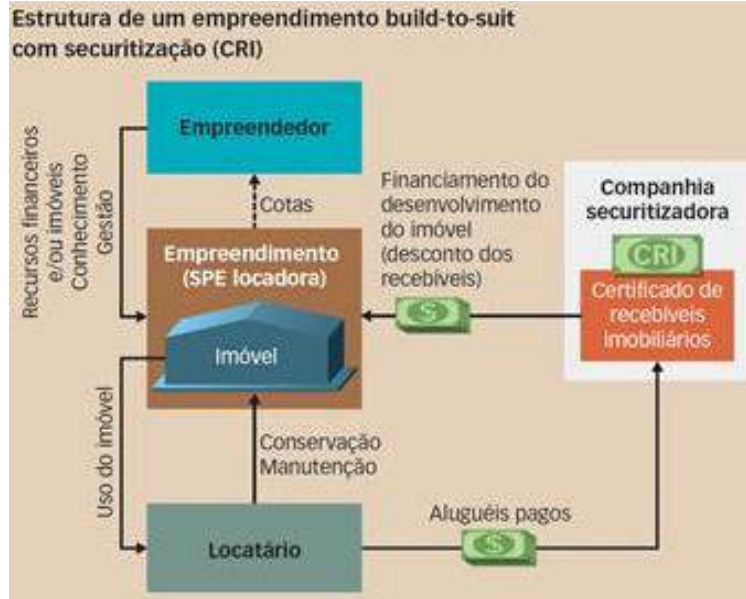 Estrutura de um empreendimento build-to-suit
com securitização (CRI)
Empreendedor
Recursos financeiros
e/ou imóveis
Conhecimento
Gestão
Cotas
Financiamento do
desenvolvimento
do imóvel
(desconto dos
recebíveis)
Companhia
securitizadora
CRI
Certificado de
recebíveis
Imobiliários
Empreendimento
(SPE locadora)
$
Imóvel
Uso do imóvel
Conservação
Manutenção
Locatário
Aluguéis pagos
$